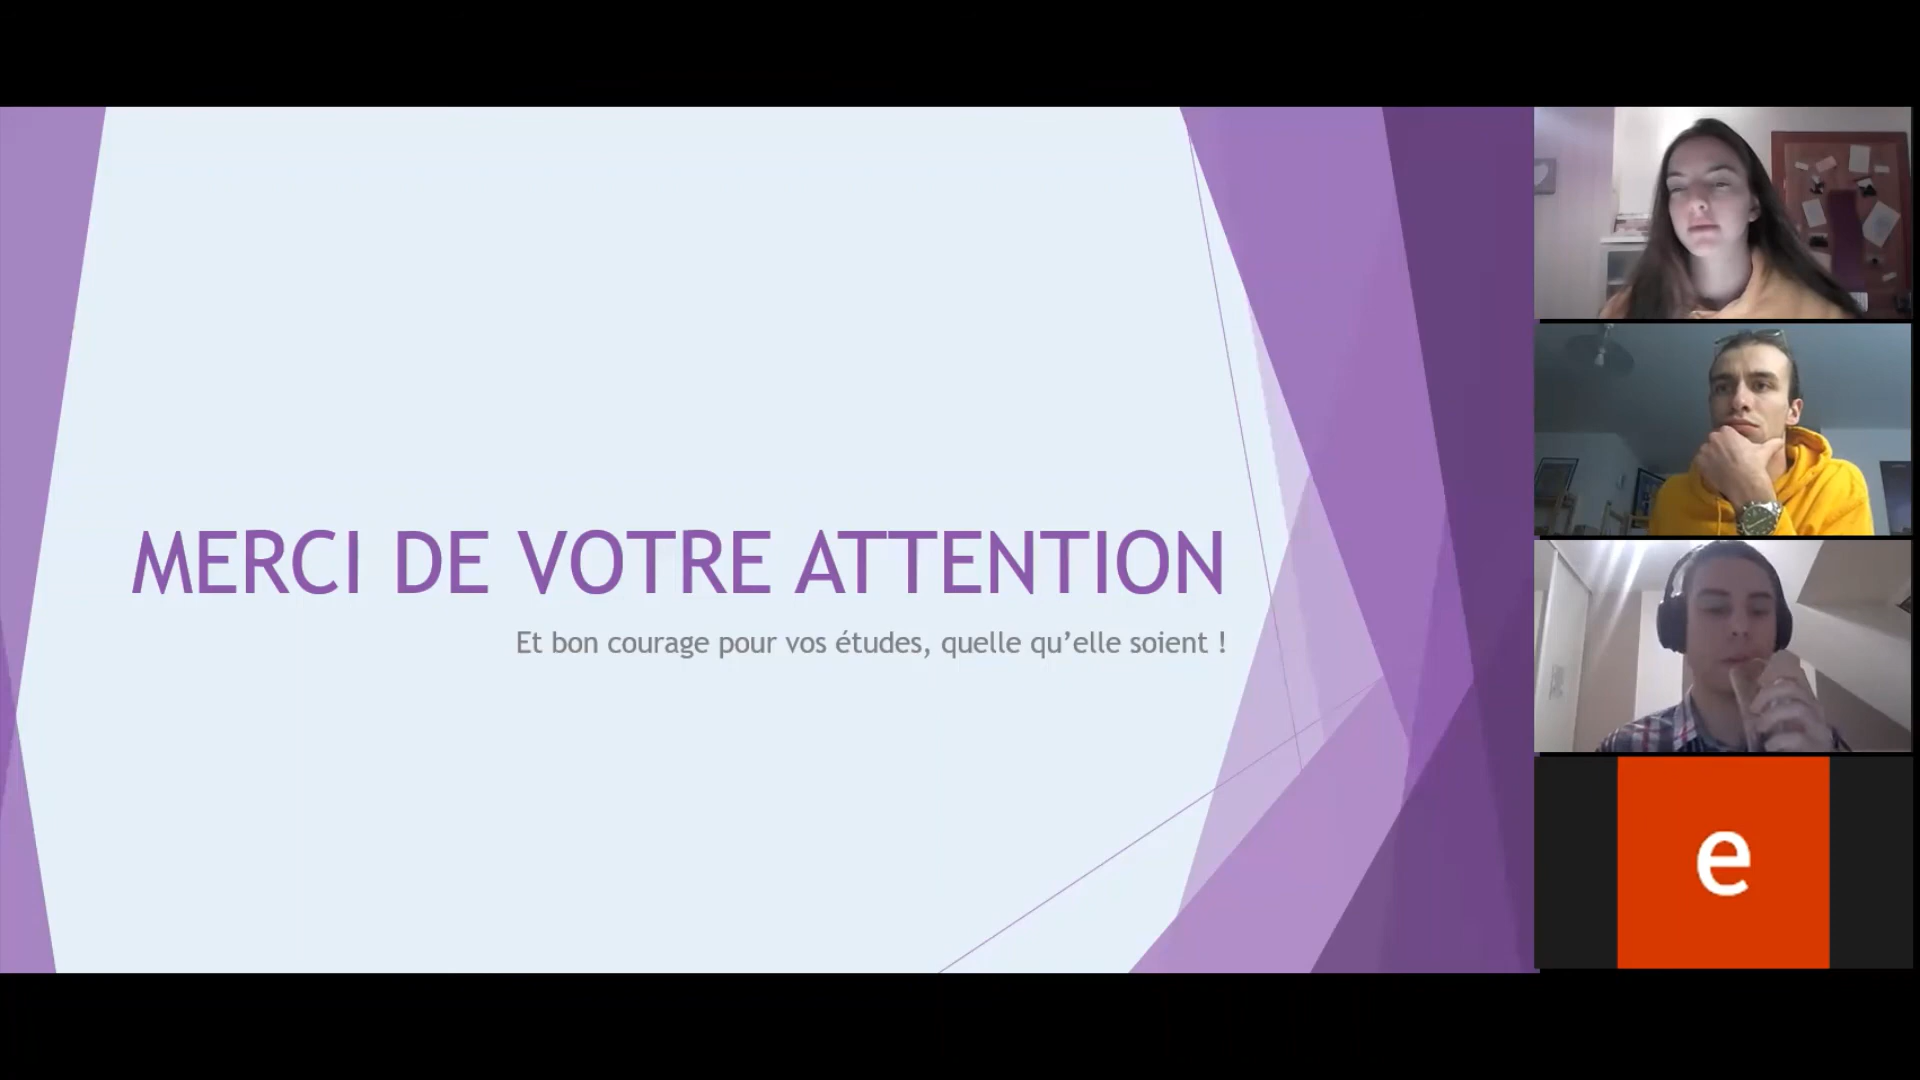 MERCI DE VOTRE ATTENTION
Et bon courage pour vos études, quelle qu’elle soient !
e